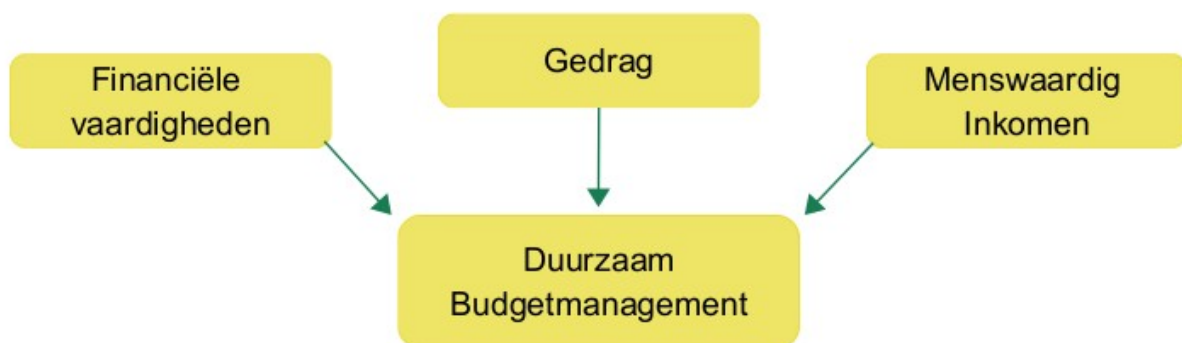 Financiële
vaardigheden
Gedrag
Menswaardig
Inkomen
Duurzaam
Budgetmanagement